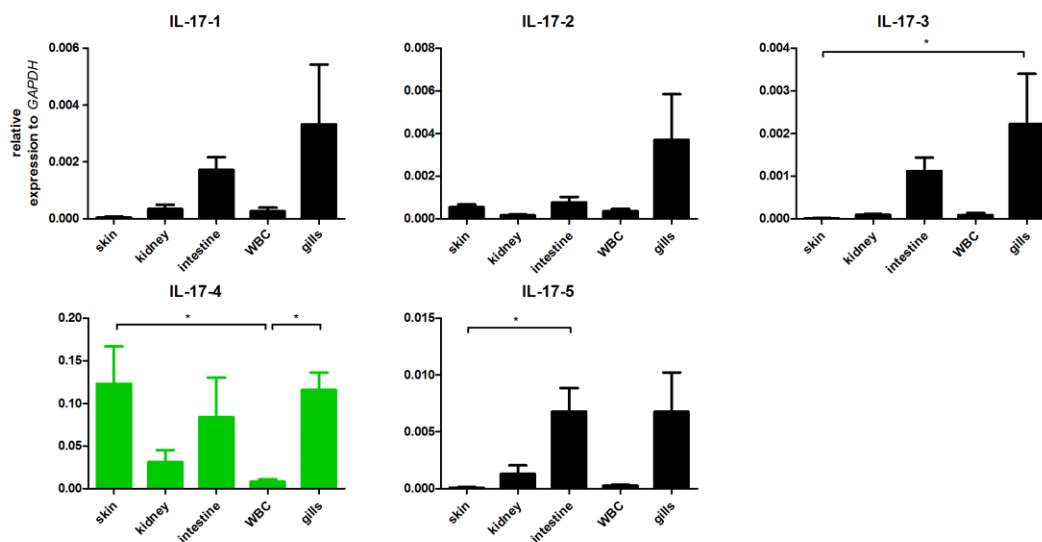 IL-17-1
relative
expression to GAPDH
0.006
0.004
0.002
0.000
skin
kidney
intestine
WBC
gills
IL-17-2
0.008
0.006
0.004
0.002
0.000
skin
kidney
intestine
WBC
gills
IL-17-3
*
0.004
0.003
0.002
0.001
0.000
skin
kidney
intestine
WBC
gills
IL-17-4
* *
0.20
0.15
0.10
0.05
0.00
skin
kidney
intestine
WBC
gills
IL-17-5
*
0.015
0.010
0.005
0.000
skin
kidney
intestine
WBC
gills